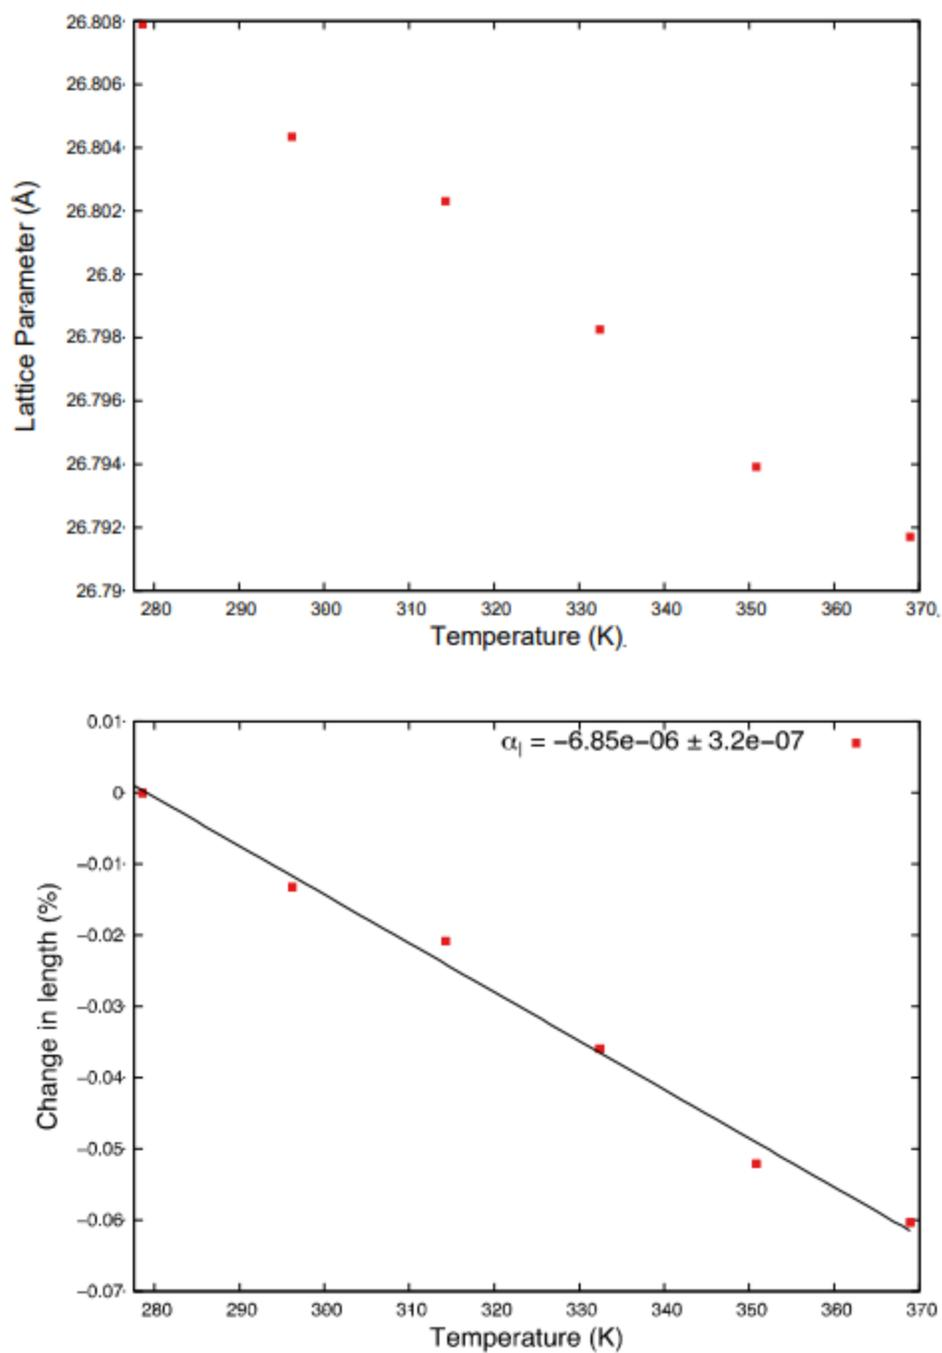 26.808
26.806
26.804
26.802
26.8
26.798
26.796
26.794
26.792
26.79
Lattice Parameter (Å)
280 290 300 310 320 330 340 350 360 370
Temperature (K)
αl = −6.85e−06 ± 3.2e−07
0.01
0
−0.01
−0.02
−0.03
−0.04
−0.05
−0.06
−0.07
Change in length (%)
280 290 300 310 320 330 340 350 360 370
Temperature (K)